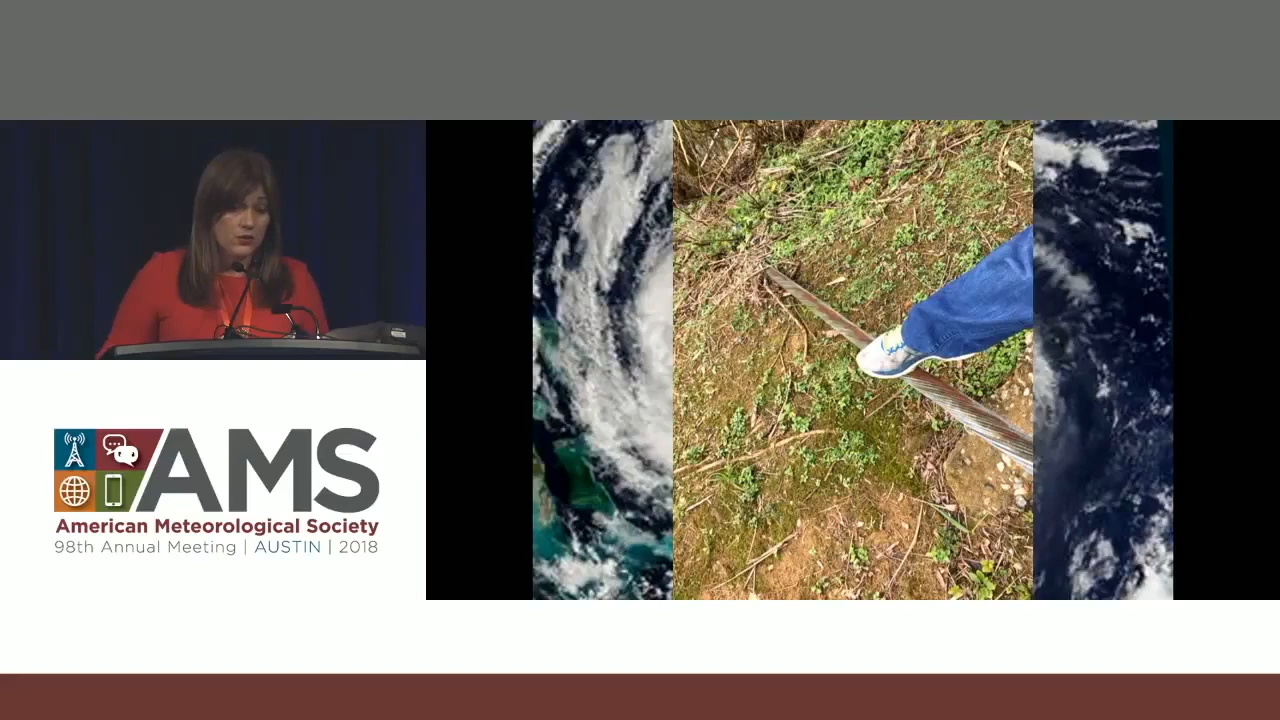 AMS
American Meteorological Society
98th Annual Meeting | AUSTIN | 2018